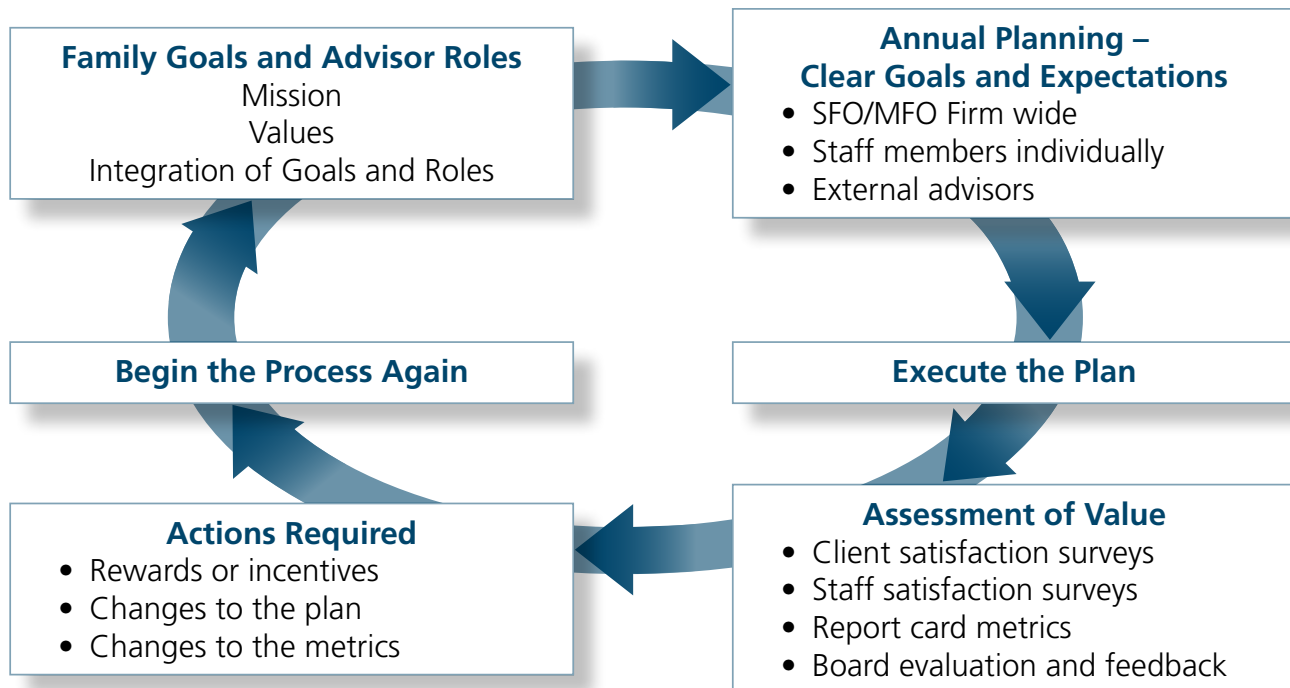 Family Goals and Advisor Roles
Mission
Values
Integration of Goals and Roles
Annual Planning –
Clear Goals and Expectations
• SFO/MFO Firm wide
• Staff members individually
• External advisors
Execute the Plan
Assessment of Value
• Client satisfaction surveys
• Staff satisfaction surveys
• Report card metrics
• Board evaluation and feedback
Actions Required
• Rewards or incentives
• Changes to the plan
• Changes to the metrics
Begin the Process Again